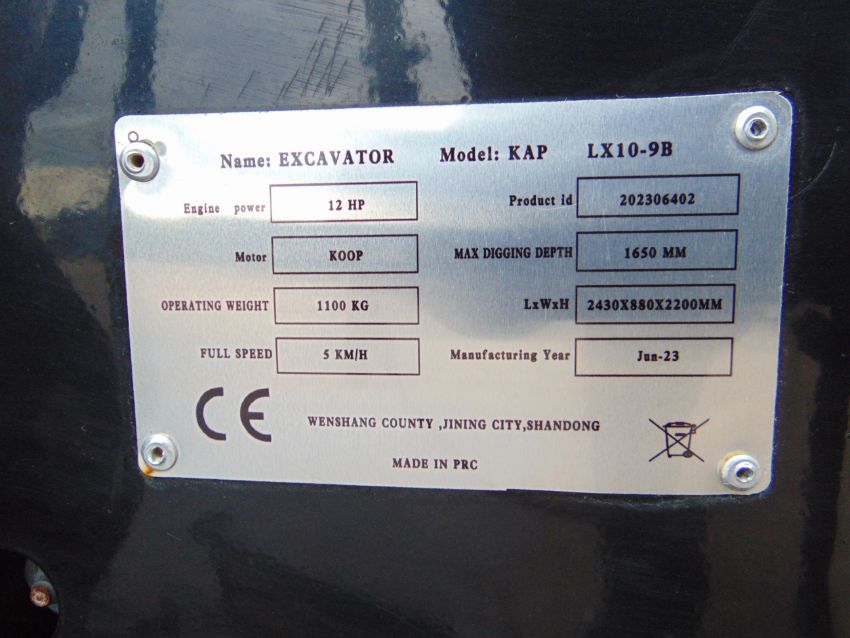 Name: EXCAVATOR Model: KAP LX10-9B
Engine power 12 HP Product id 202306402
Motor KOOP MAX DIGGING DEPTH 1650 MM
OPERATING WEIGHT 1100 KG LxWxH 2430X880X2200MM
FULL SPEED 5 KM/H Manufacturing Year Jun-23
CE
WENSHANG COUNTY ,JINING CITY,SHANDONG
MADE IN PRC